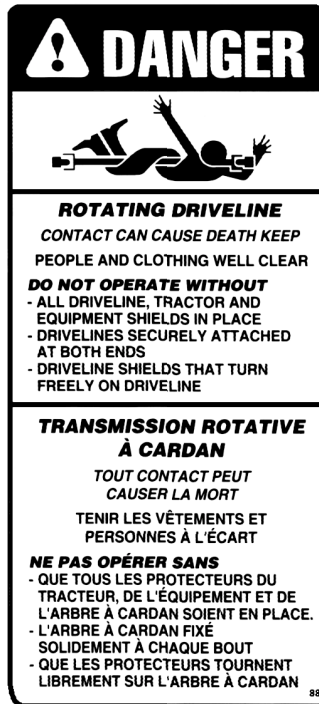 DANGER
ROTATING DRIVELINE
CONTACT CAN CAUSE DEATH KEEP
PEOPLE AND CLOTHING WELL CLEAR
DO NOT OPERATE WITHOUT
- ALL DRIVELINE, TRACTOR AND
EQUIPMENT SHIELDS IN PLACE
- DRIVELINES SECURELY ATTACHED
AT BOTH ENDS
- DRIVELINE SHIELDS THAT TURN
FREELY ON DRIVELINE
TRANSMISSION ROTATIVE
À CARDAN
TOUT CONTACT PEUT
CAUSER LA MORT
TENIR LES VÊTEMENTS ET
PERSONNES À L'ÉCART
NE PAS OPÉRER SANS
- QUE TOUS LES PROTECTEURS DU
TRACTEUR, DE L'ÉQUIPEMENT ET DE
L'ARBRE À CARDAN SOIENT EN PLACE.
- L'ARBRE À CARDAN FIXÉ
SOLIDEMENT À CHAQUE BOUT
- QUE LES PROTECTEURS TOURNENT
LIBREMENT SUR L'ARBRE À CARDAN